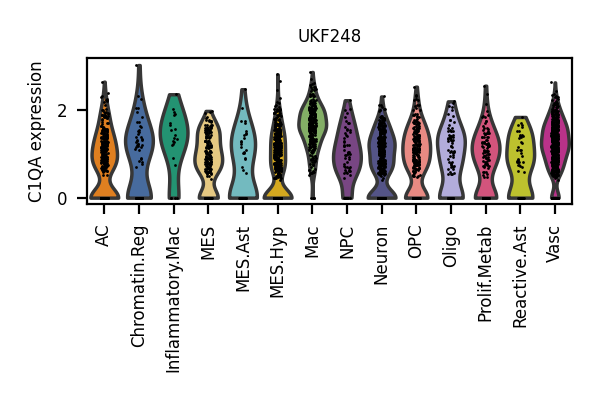 UKF248
C1QA expression
2
0
AC
Chromatin.Reg
Inflammatory.Mac
MES
MES.Ast
MES.Hyp
Mac
NPC
Neuron
OPC
Oligo
Prolif.Metab
Reactive.Ast
Vasc